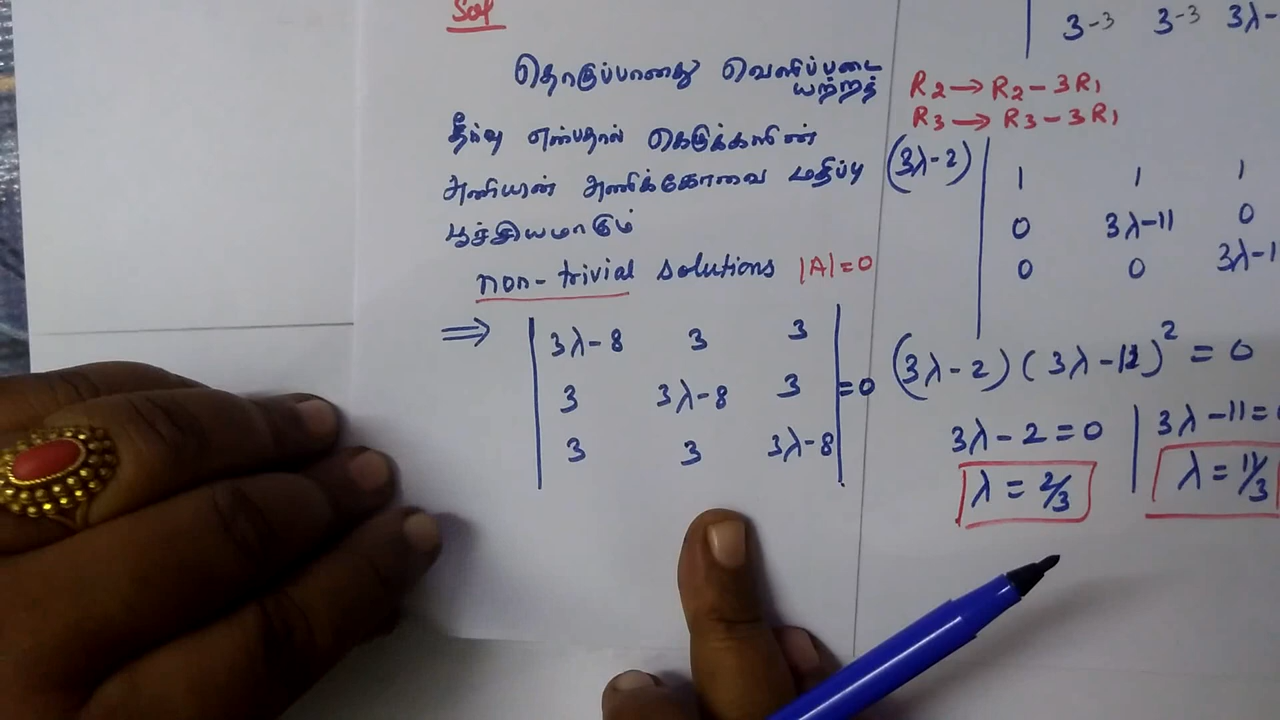 Sol
தொகுப்பானது வெளிப்படை
யற்றத்
தீர்வு என்பதால் கெழுக்களின்
அணியின் அணிக்கோவை மதிப்பு
பூச்சியமாகும்
non-trivial solutions |A|=0
⟹ | 3λ-8 3 3 |
| 3 3λ-8 3 | =0
| 3 3 3λ-8 |
3-3 3-3 3λ-
R2 → R2 - 3R1
R3 → R3 - 3R1
(3λ-2) | 1 1 1
0 3λ-11 0
0 0 3λ-1
(3λ-2)(3λ-11)² = 0
3λ-2=0 | 3λ-11=0
λ = 2/3 | λ = 11/3